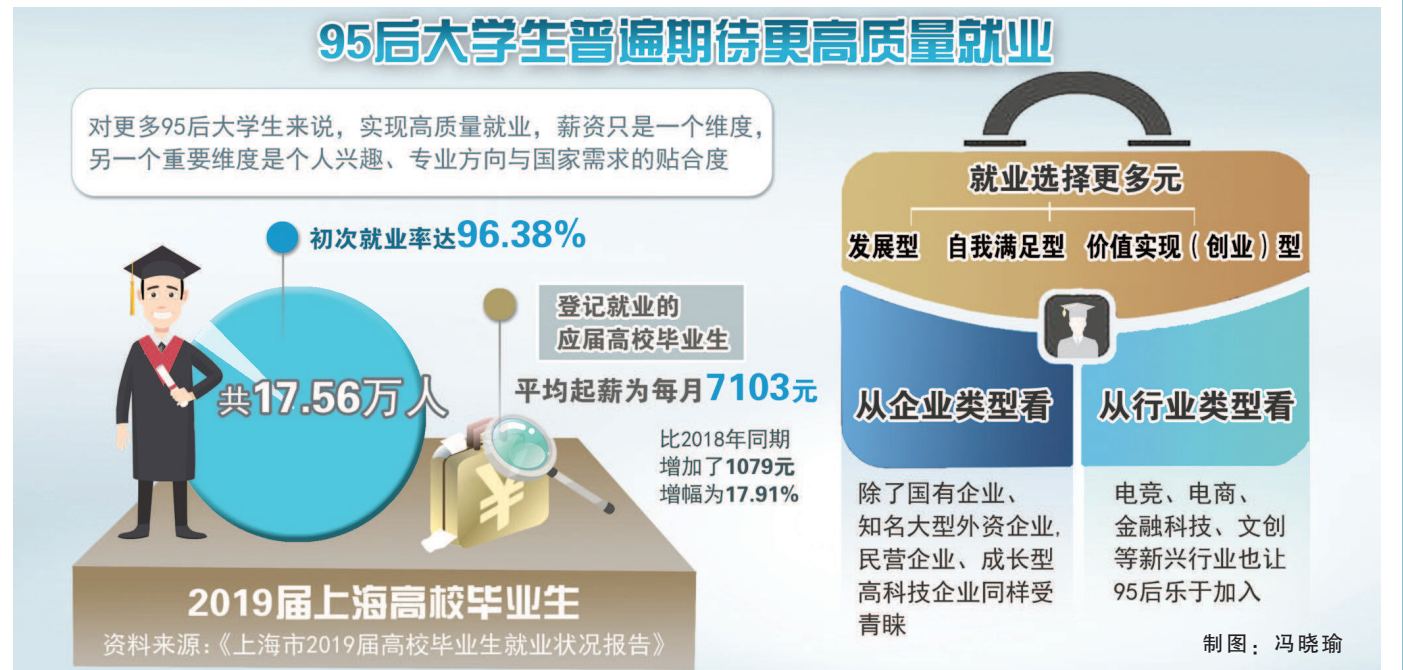 95后大学生普遍期待更高质量就业
对更多95后大学生来说，实现高质量就业，薪资只是一个维度，
另一个重要维度是个人兴趣、专业方向与国家需求的贴合度
初次就业率达96.38%
共17.56万人
登记就业的
应届高校毕业生
平均起薪为每月7103元
比2018年同期
增加了1079元
增幅为17.91%
¥
2019届上海高校毕业生
资料来源：《上海市2019届高校毕业生就业状况报告》
就业选择更多元
发展型 自我满足型 价值实现（创业）型
从企业类型看
除了国有企业、
知名大型外资企业,
民营企业、成长型
高科技企业同样受
青睐
从行业类型看
电竞、电商、
金融科技、文创
等新兴行业也让
95后乐于加入
制图：冯晓瑜